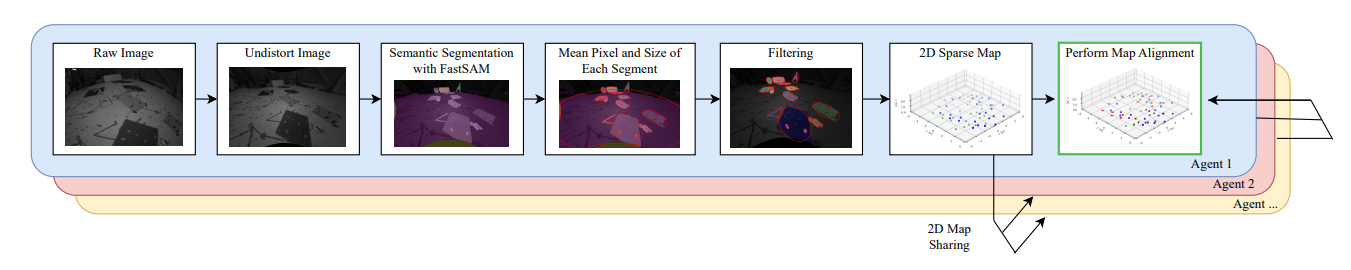 Raw Image
Undistort Image
Semantic Segmentation
with FastSAM
Mean Pixel and Size of
Each Segment
Filtering
2D Sparse Map
Perform Map Alignment
Agent 1
Agent 2
Agent ...
2D Map
Sharing